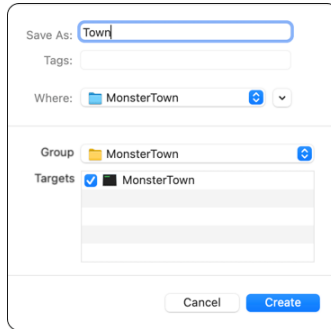 Save As: Town
Tags:
Where: MonsterTown
Group MonsterTown
Targets MonsterTown
Cancel Create